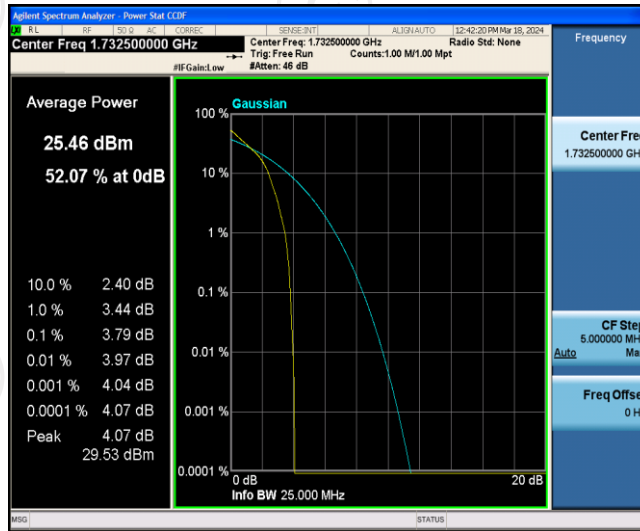 Agilent Spectrum Analyzer - Power Stat CCDF
RL RF 50 Ω AC CORREC SENSE:INT ALIGNAUTO 12:42:20 PM Mar 18, 2024
Center Freq 1.732500000 GHz
Center Freq: 1.732500000 GHz Radio Std: None
Trig: Free Run Counts:1.00 M/1.00 Mpt
#IFGain:Low #Atten: 46 dB
Frequency
Average Power
25.46 dBm
52.07 % at 0dB
10.0 % 2.40 dB
1.0 % 3.44 dB
0.1 % 3.79 dB
0.01 % 3.97 dB
0.001 % 4.04 dB
0.0001 % 4.07 dB
Peak 4.07 dB
29.53 dBm
Gaussian
100 %
10 %
1 %
0.1 %
0.01 %
0.001 %
0.0001 %
0 dB 20 dB
Info BW 25.000 MHz
Center Fre
1.732500000 GH
CF Step
5.000000 MH
Auto Ma
Freq Offse
0 H
MSG STATUS